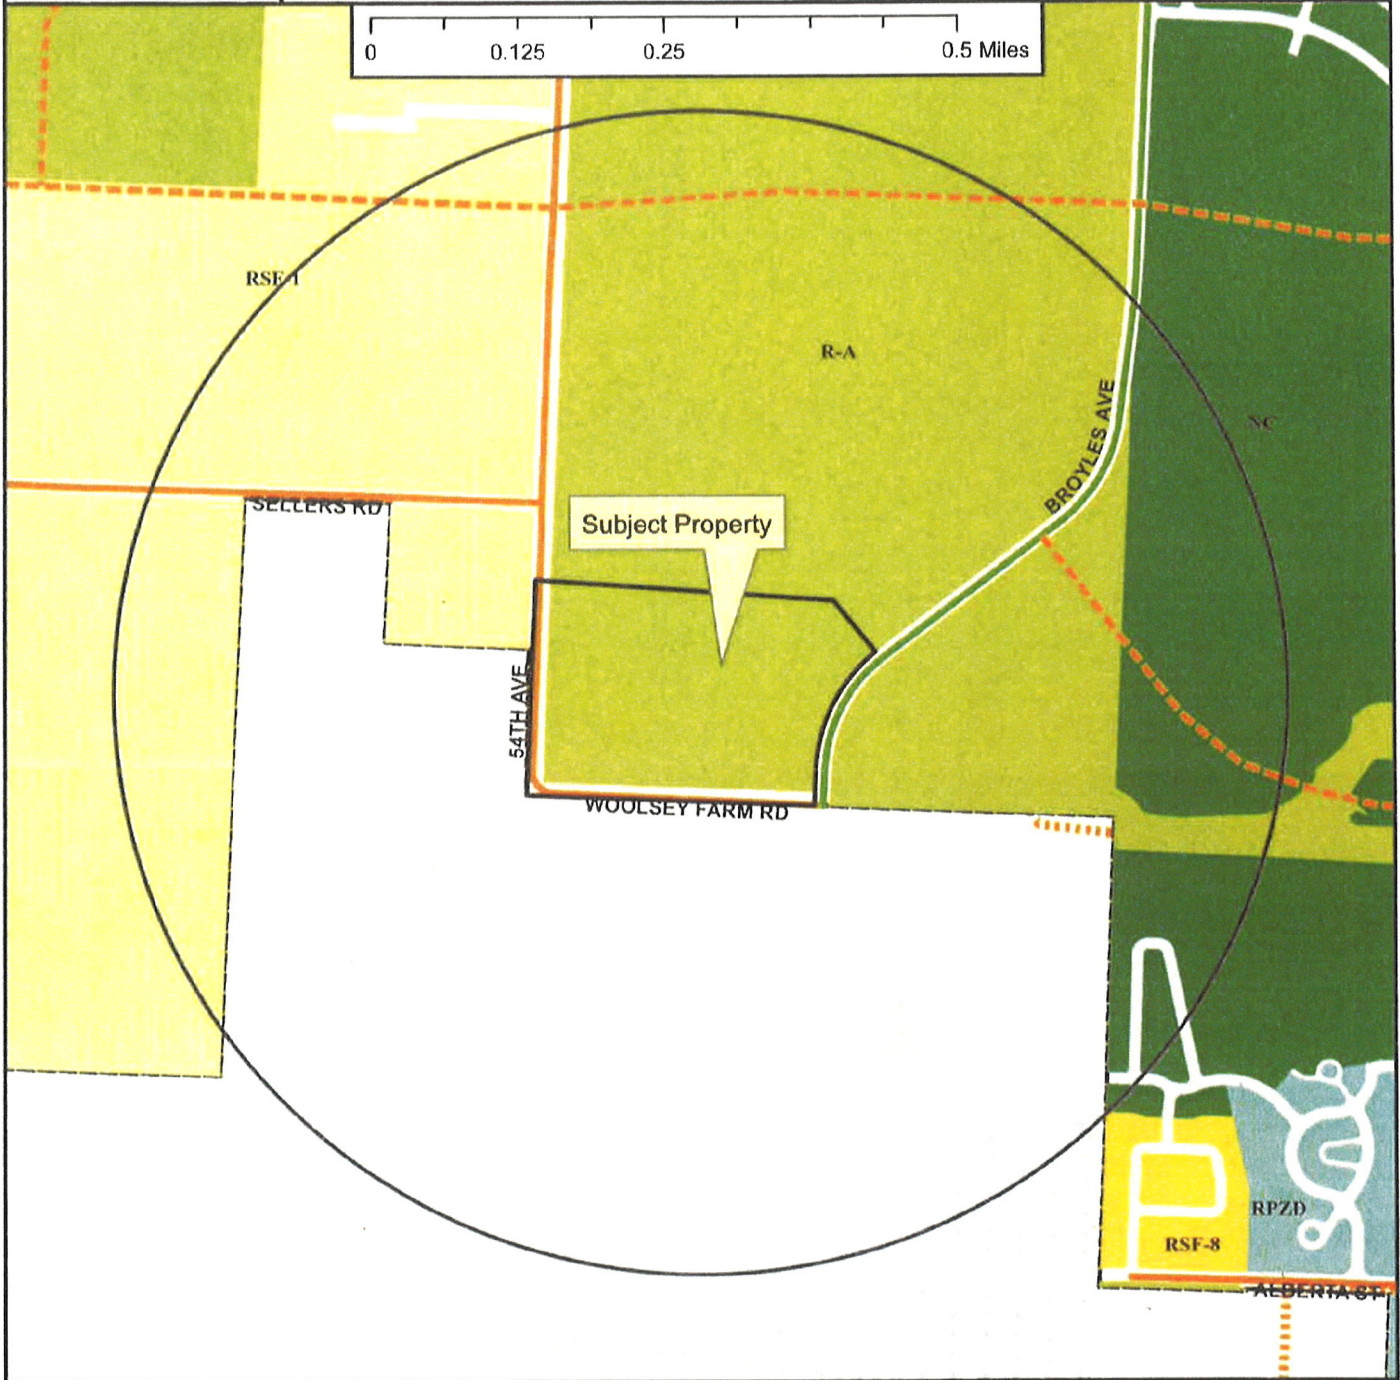 0 0.125 0.25 0.5 Miles
RSF-1
R-A
NC
BROYLES AVE
SELLERS RD
Subject Property
54TH AVE
WOOLSEY FARM RD
RPZD
RSF-8
ALBERTA ST